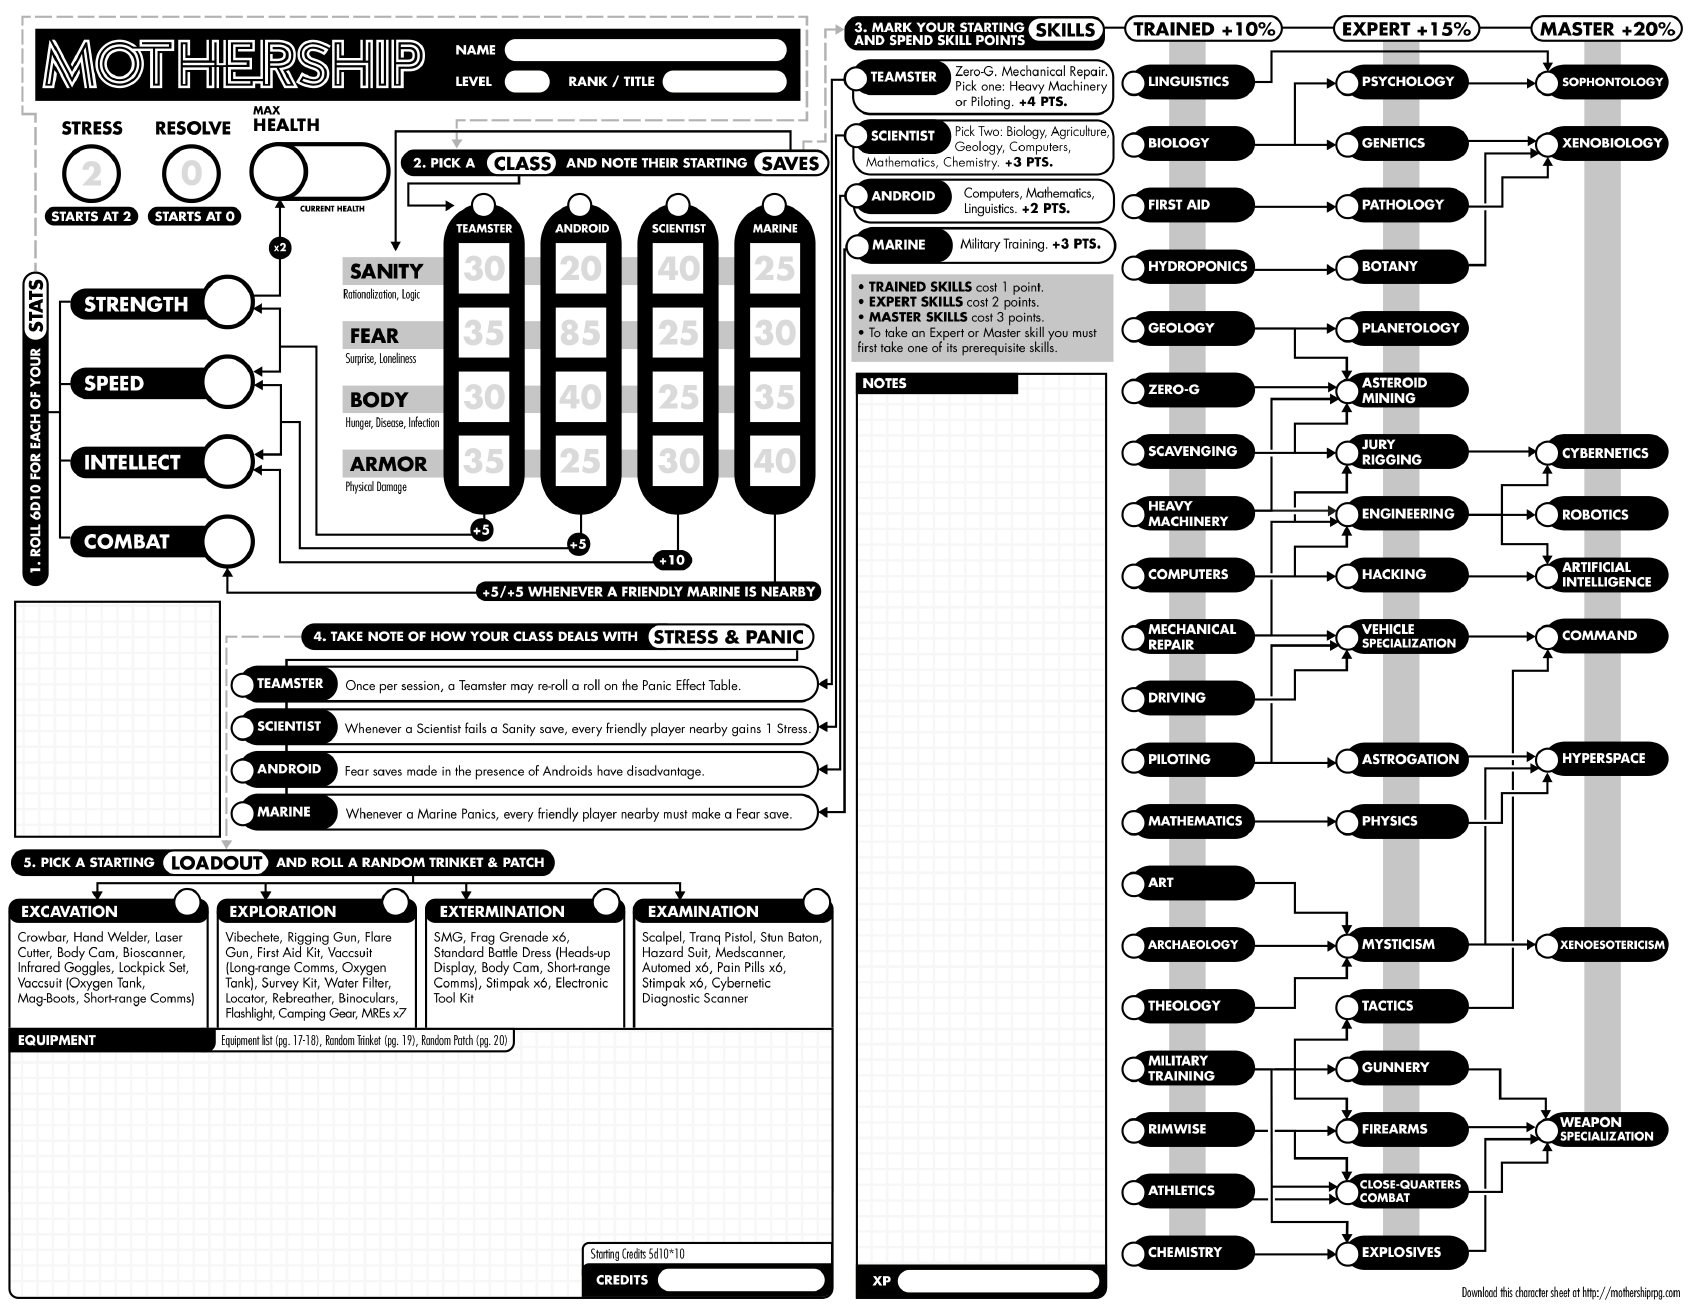 MOTHERSHIP
NAME
LEVEL
RANK / TITLE
STRESS
2
STARTS AT 2
RESOLVE
0
STARTS AT 0
MAX
HEALTH
CURRENT HEALTH
x2
1. ROLL 6D10 FOR EACH OF YOUR STATS
STRENGTH
SPEED
INTELLECT
COMBAT
2. PICK A CLASS AND NOTE THEIR STARTING SAVES
TEAMSTER ANDROID SCIENTIST MARINE
SANITY 30 20 40 25
Rationalization, Logic
FEAR 35 85 25 30
Surprise, Loneliness
BODY 30 40 25 35
Hunger, Disease, Infection
ARMOR 35 25 30 40
Physical Damage
+5
+5
+10
+5/+5 WHENEVER A FRIENDLY MARINE IS NEARBY
3. MARK YOUR STARTING
AND SPEND SKILL POINTS SKILLS
TEAMSTER
Zero-G. Mechanical Repair.
Pick one: Heavy Machinery
or Piloting. +4 PTS.
SCIENTIST
Pick Two: Biology, Agriculture,
Geology, Computers,
Mathematics, Chemistry. +3 PTS.
ANDROID
Computers, Mathematics,
Linguistics. +2 PTS.
MARINE
Military Training. +3 PTS.
• TRAINED SKILLS cost 1 point.
• EXPERT SKILLS cost 2 points.
• MASTER SKILLS cost 3 points.
• To take an Expert or Master skill you must
first take one of its prerequisite skills.
NOTES
XP
4. TAKE NOTE OF HOW YOUR CLASS DEALS WITH STRESS & PANIC
TEAMSTER Once per session, a Teamster may re-roll a roll on the Panic Effect Table.
SCIENTIST Whenever a Scientist fails a Sanity save, every friendly player nearby gains 1 Stress.
ANDROID Fear saves made in the presence of Androids have disadvantage.
MARINE Whenever a Marine Panics, every friendly player nearby must make a Fear save.
5. PICK A STARTING LOADOUT AND ROLL A RANDOM TRINKET & PATCH
EXCAVATION
Crowbar, Hand Welder, Laser
Cutter, Body Cam, Bioscanner,
Infrared Goggles, Lockpick Set,
Vaccsuit (Oxygen Tank,
Mag-Boots, Short-range Comms)
EXPLORATION
Vibechete, Rigging Gun, Flare
Gun, First Aid Kit, Vaccsuit
(Long-range Comms, Oxygen
Tank), Survey Kit, Water Filter,
Locator, Rebreather, Binoculars,
Flashlight, Camping Gear, MREs x7
EXTERMINATION
SMG, Frag Grenade x6,
Standard Battle Dress (Heads-up
Display, Body Cam, Short-range
Comms), Stimpak x6, Electronic
Tool Kit
EXAMINATION
Scalpel, Tranq Pistol, Stun Baton,
Hazard Suit, Medscanner,
Automed x6, Pain Pills x6,
Stimpak x6, Cybernetic
Diagnostic Scanner
EQUIPMENT
Equipment list (pg. 17-18), Random Trinket (pg. 19), Random Patch (pg. 20)
Starting Credits 5d10*10
CREDITS
TRAINED +10%
LINGUISTICS
BIOLOGY
FIRST AID
HYDROPONICS
GEOLOGY
ZERO-G
SCAVENGING
HEAVY
MACHINERY
COMPUTERS
MECHANICAL
REPAIR
DRIVING
PILOTING
MATHEMATICS
ART
ARCHAEOLOGY
THEOLOGY
MILITARY
TRAINING
RIMWISE
ATHLETICS
CHEMISTRY
EXPERT +15%
PSYCHOLOGY
GENETICS
PATHOLOGY
BOTANY
PLANETOLOGY
ASTEROID
MINING
JURY
RIGGING
ENGINEERING
HACKING
VEHICLE
SPECIALIZATION
ASTROGATION
PHYSICS
MYSTICISM
TACTICS
GUNNERY
FIREARMS
CLOSE-QUARTERS
COMBAT
EXPLOSIVES
MASTER +20%
SOPHONTOLOGY
XENOBIOLOGY
CYBERNETICS
ROBOTICS
ARTIFICIAL
INTELLIGENCE
COMMAND
HYPERSPACE
XENOESOTERICISM
WEAPON
SPECIALIZATION
Download this character sheet at http://mothershiprpg.com